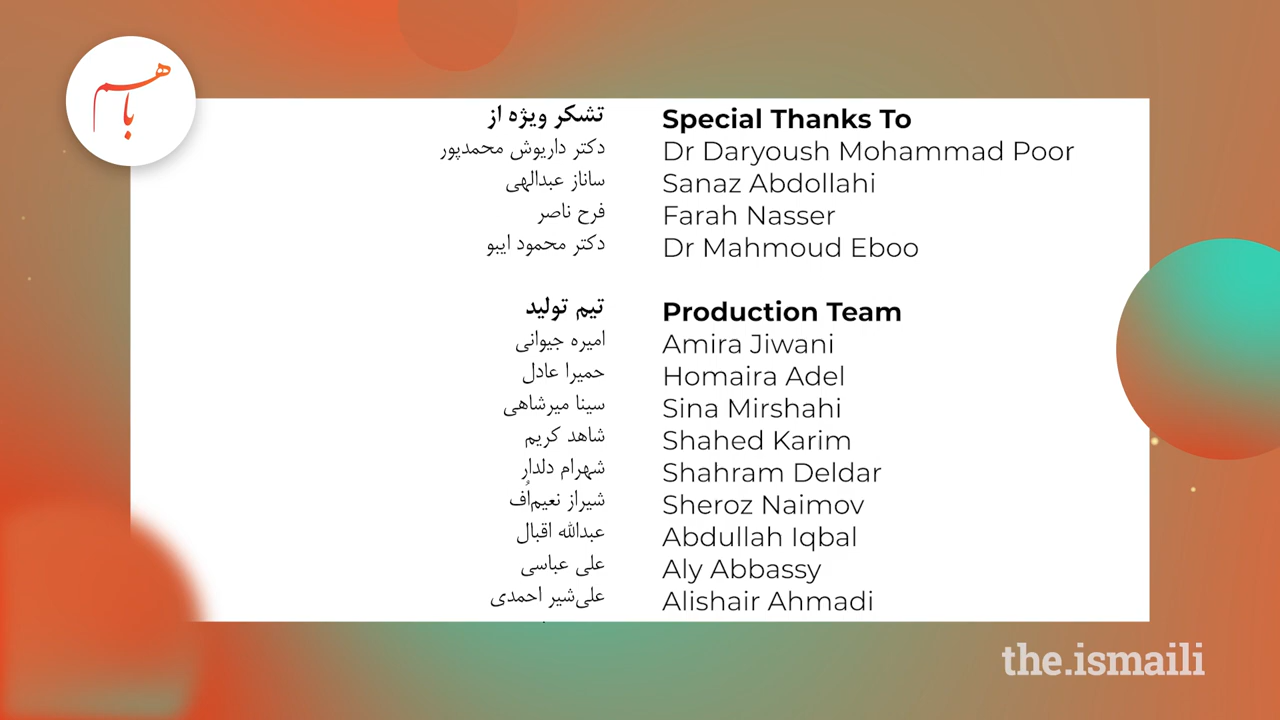 با هم
تشکر ویژه از
دکتر داریوش محمدپور
ساناز عبدالهی
فرح ناصر
دکتر محمود ایبو
تیم تولید
امیره جیوانی
حمیرا عادل
سینا میرشاهی
شاهد کریم
شهرام دلدار
شیراز نعیم‌اُف
عبدالله اقبال
علی عباسی
علی‌شیر احمدی
Special Thanks To
Dr Daryoush Mohammad Poor
Sanaz Abdollahi
Farah Nasser
Dr Mahmoud Eboo
Production Team
Amira Jiwani
Homaira Adel
Sina Mirshahi
Shahed Karim
Shahram Deldar
Sheroz Naimov
Abdullah Iqbal
Aly Abbassy
Alishair Ahmadi
the.ismaili